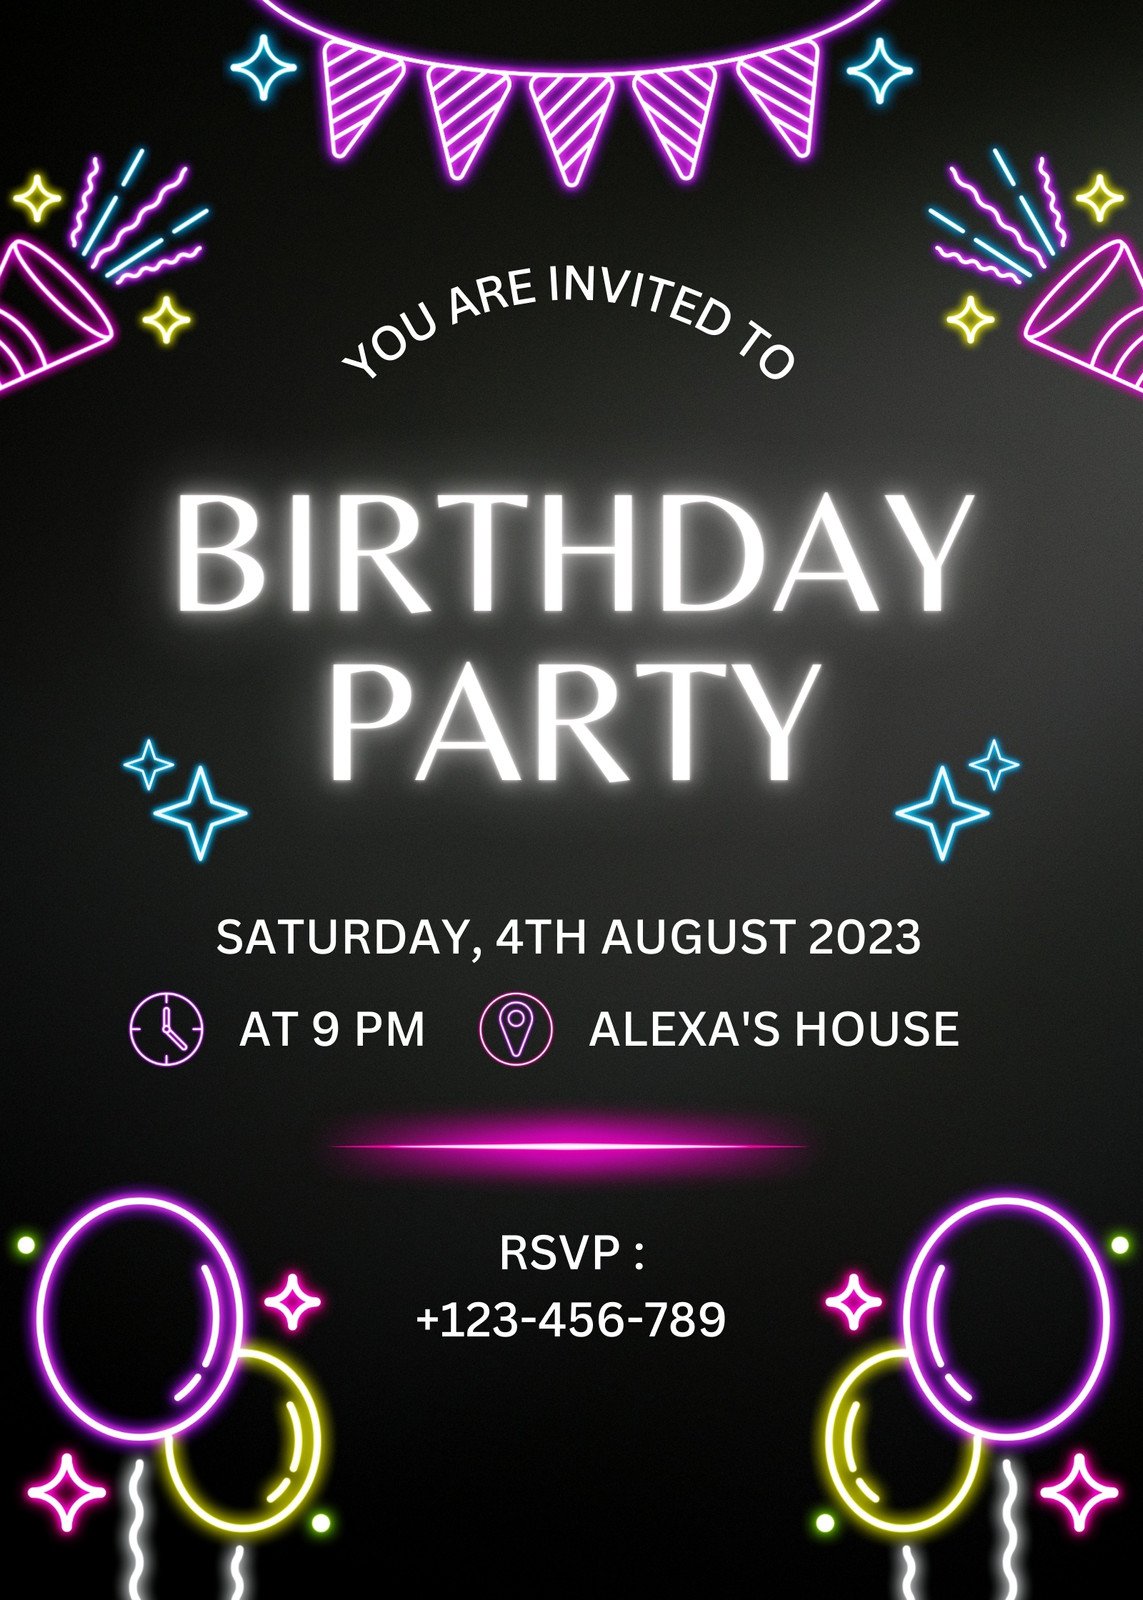 YOU ARE INVITED TO
BIRTHDAY
PARTY
SATURDAY, 4TH AUGUST 2023
AT 9 PM ALEXA'S HOUSE
RSVP :
+123-456-789